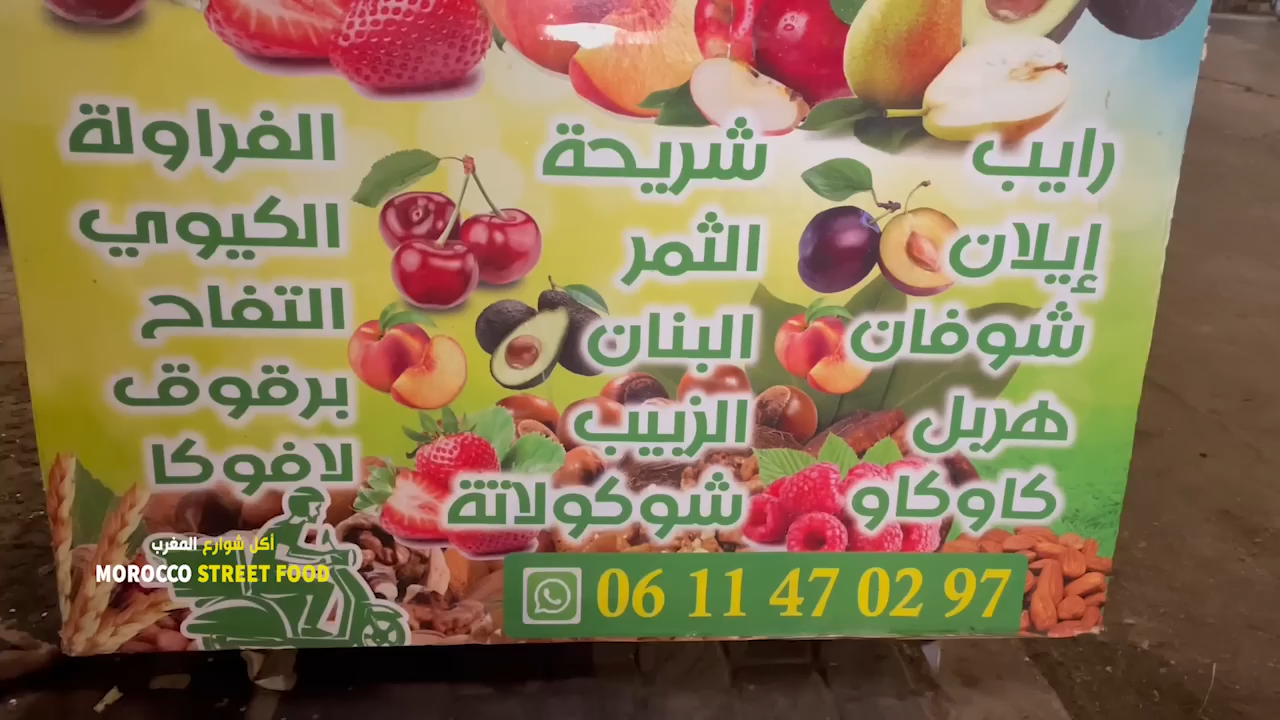 رايب
إيلان
شوفان
هربل
كاوكاو
شريحة
الثمر
البنان
الزبيب
شوكولاتة
الفراولة
الكيوي
التفاح
برقوق
لافوكا
أكل شوارع المغرب
MOROCCO STREET FOOD
06 11 47 02 97